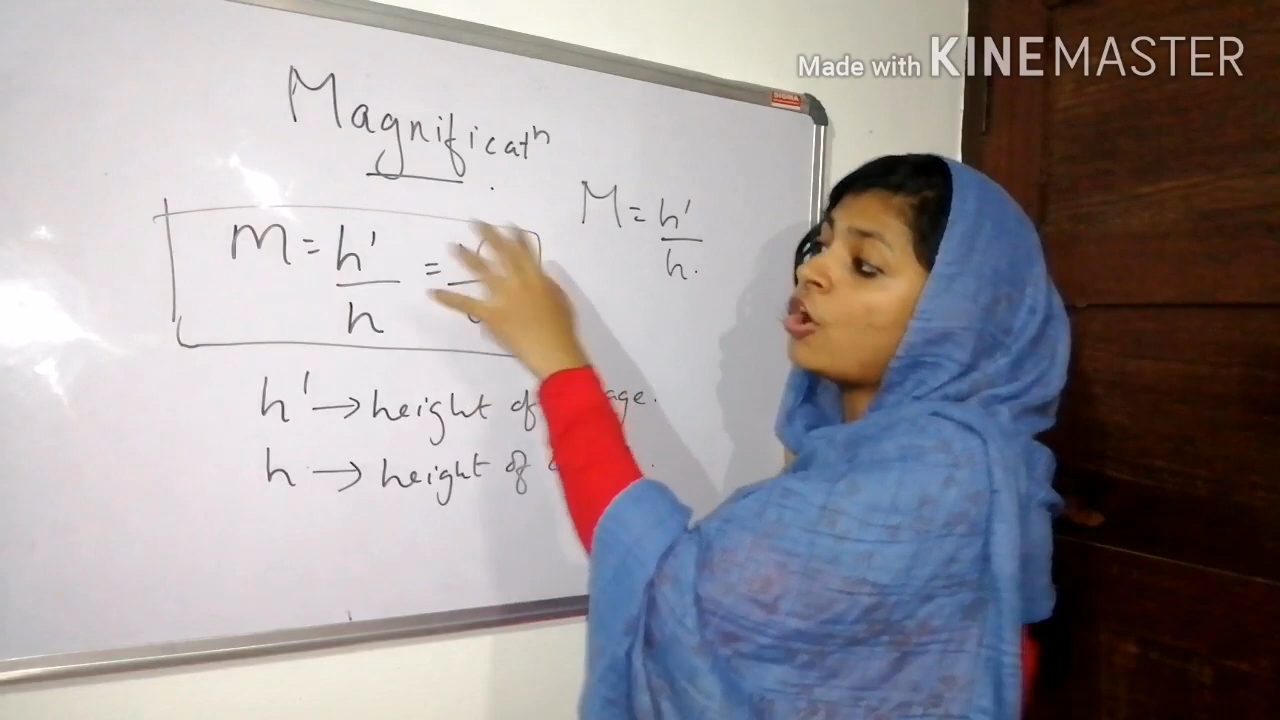 Made with KINEMASTER
SIGMA
Magnificatⁿ
M = h'/h =
M = h'/h.
h' → height of
h → height of